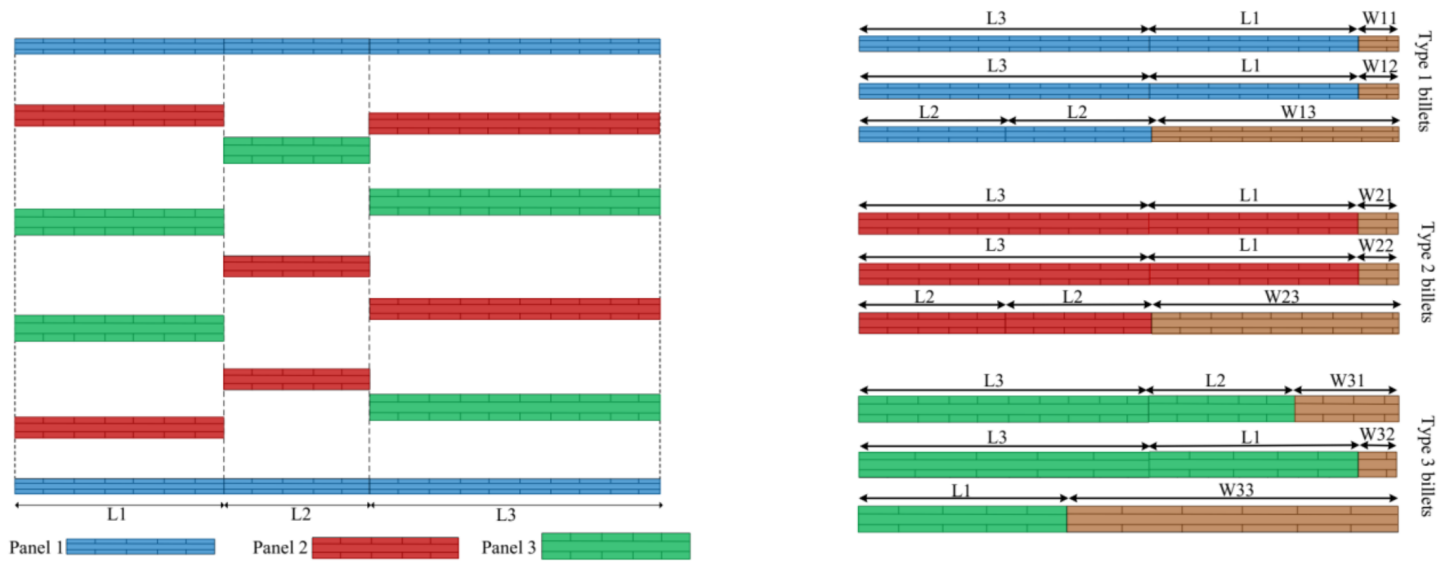 L1 L2 L3
Panel 1 Panel 2 Panel 3
L3 L1 W11
L3 L1 W12
L2 L2 W13
Type 1 billets
L3 L1 W21
L3 L1 W22
L2 L2 W23
Type 2 billets
L3 L2 W31
L3 L1 W32
L1 W33
Type 3 billets